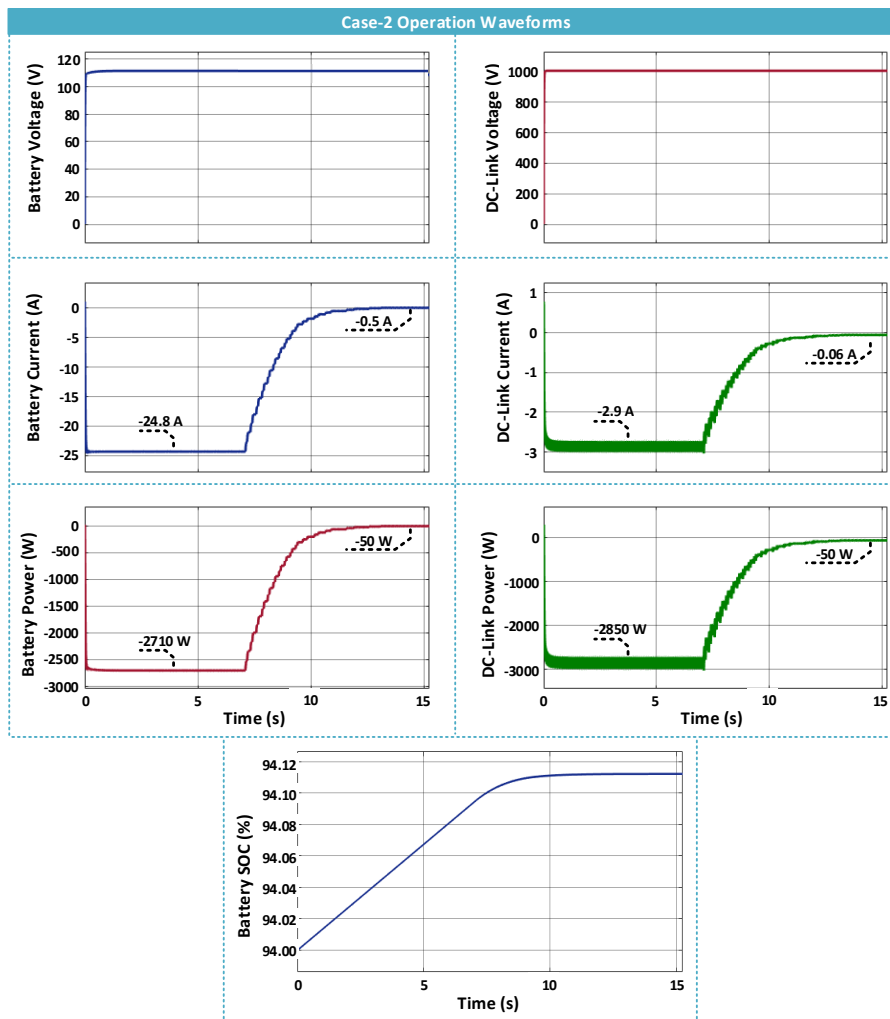 Case-2 Operation Waveforms
Battery Voltage (V)
120
100
80
60
40
20
0
DC-Link Voltage (V)
1000
800
600
400
200
0
Battery Current (A)
0
-5
-10
-15
-20
-25
-24.8 A
-0.5 A
DC-Link Current (A)
1
0
-1
-2
-3
-2.9 A
-0.06 A
Battery Power (W)
0
-500
-1000
-1500
-2000
-2500
-3000
-2710 W
-50 W
0
5
10
15
Time (s)
DC-Link Power (W)
0
-1000
-2000
-3000
-2850 W
-50 W
0
5
10
15
Time (s)
Battery SOC (%)
94.12
94.10
94.08
94.06
94.04
94.02
94.00
0
5
10
15
Time (s)